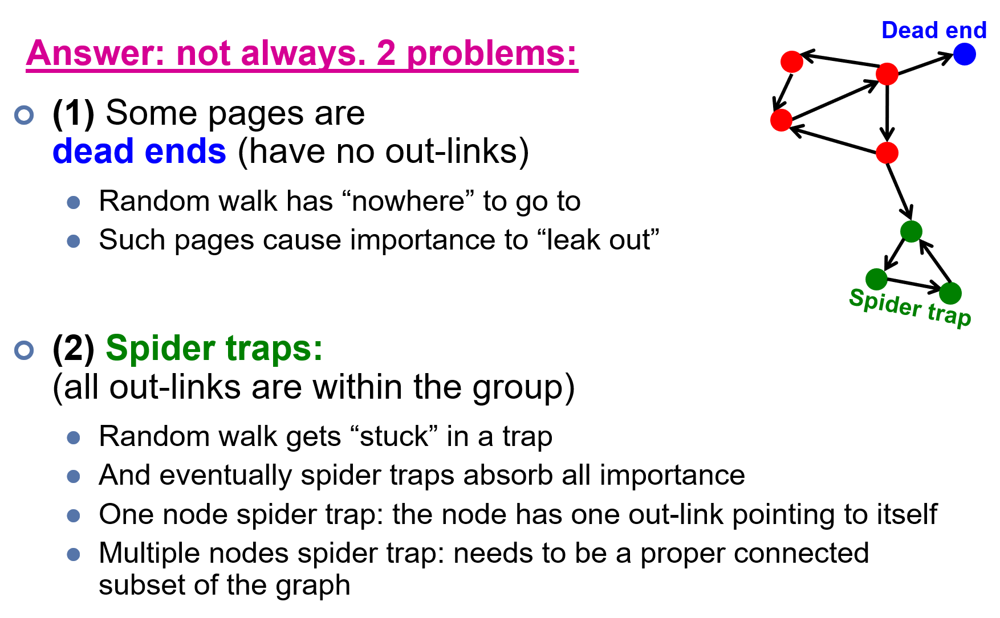 Answer: not always. 2 problems:
Dead end
(1) Some pages are
dead ends (have no out-links)
Random walk has “nowhere” to go to
Such pages cause importance to “leak out”
Spider trap
(2) Spider traps:
(all out-links are within the group)
Random walk gets “stuck” in a trap
And eventually spider traps absorb all importance
One node spider trap: the node has one out-link pointing to itself
Multiple nodes spider trap: needs to be a proper connected
subset of the graph